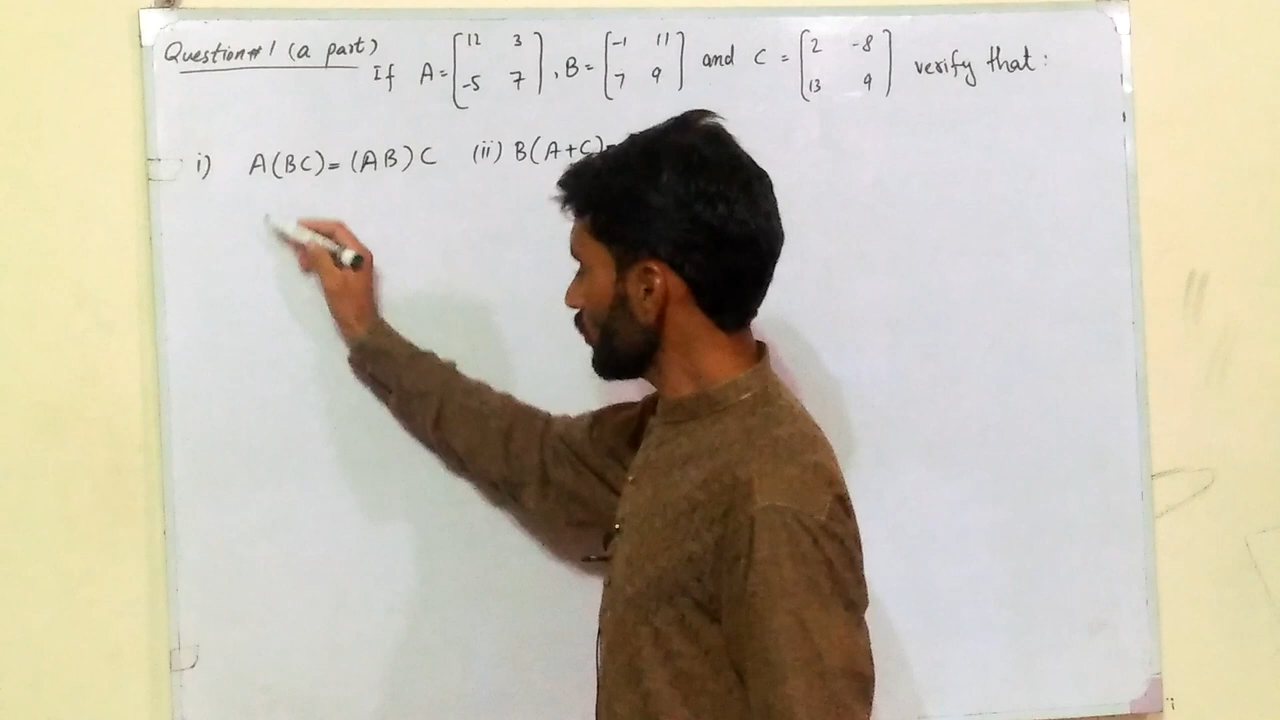 Question#1 (a part)
If A=[12 3 -5 7], B=[-1 11 7 9] and C=[2 -8 13 9] verify that:
i) A(BC)=(AB)C (ii) B(A+C)=